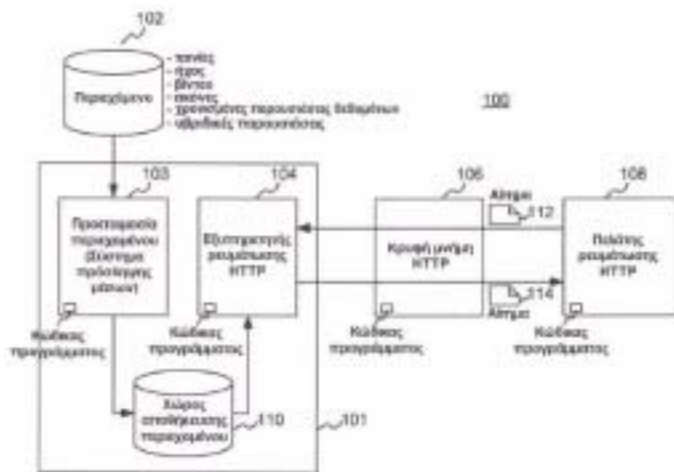 102
- ταινίες
- ήχος
- βίντεο
- εικόνες
- χρονισμένες παρουσιάσεις δεδομένων
- υβριδικές παρουσιάσεις
Περιεχόμενο
100
103
104
106
108
Προετοιμασία
περιεχομένου
(Σύστημα
πρόσληψης
μέσων)
Εξυπηρετητής
ρευμάτωσης
HTTP
Κρυφή μνήμη
HTTP
Αίτημα
112
Πελάτης
ρευμάτωσης
HTTP
114
Αίτημα
Κώδικας
προγράμματος
Κώδικας
προγράμματος
Κώδικας
προγράμματος
Κώδικας
προγράμματος
Χώρος
αποθήκευσης
περιεχομένου
110
101